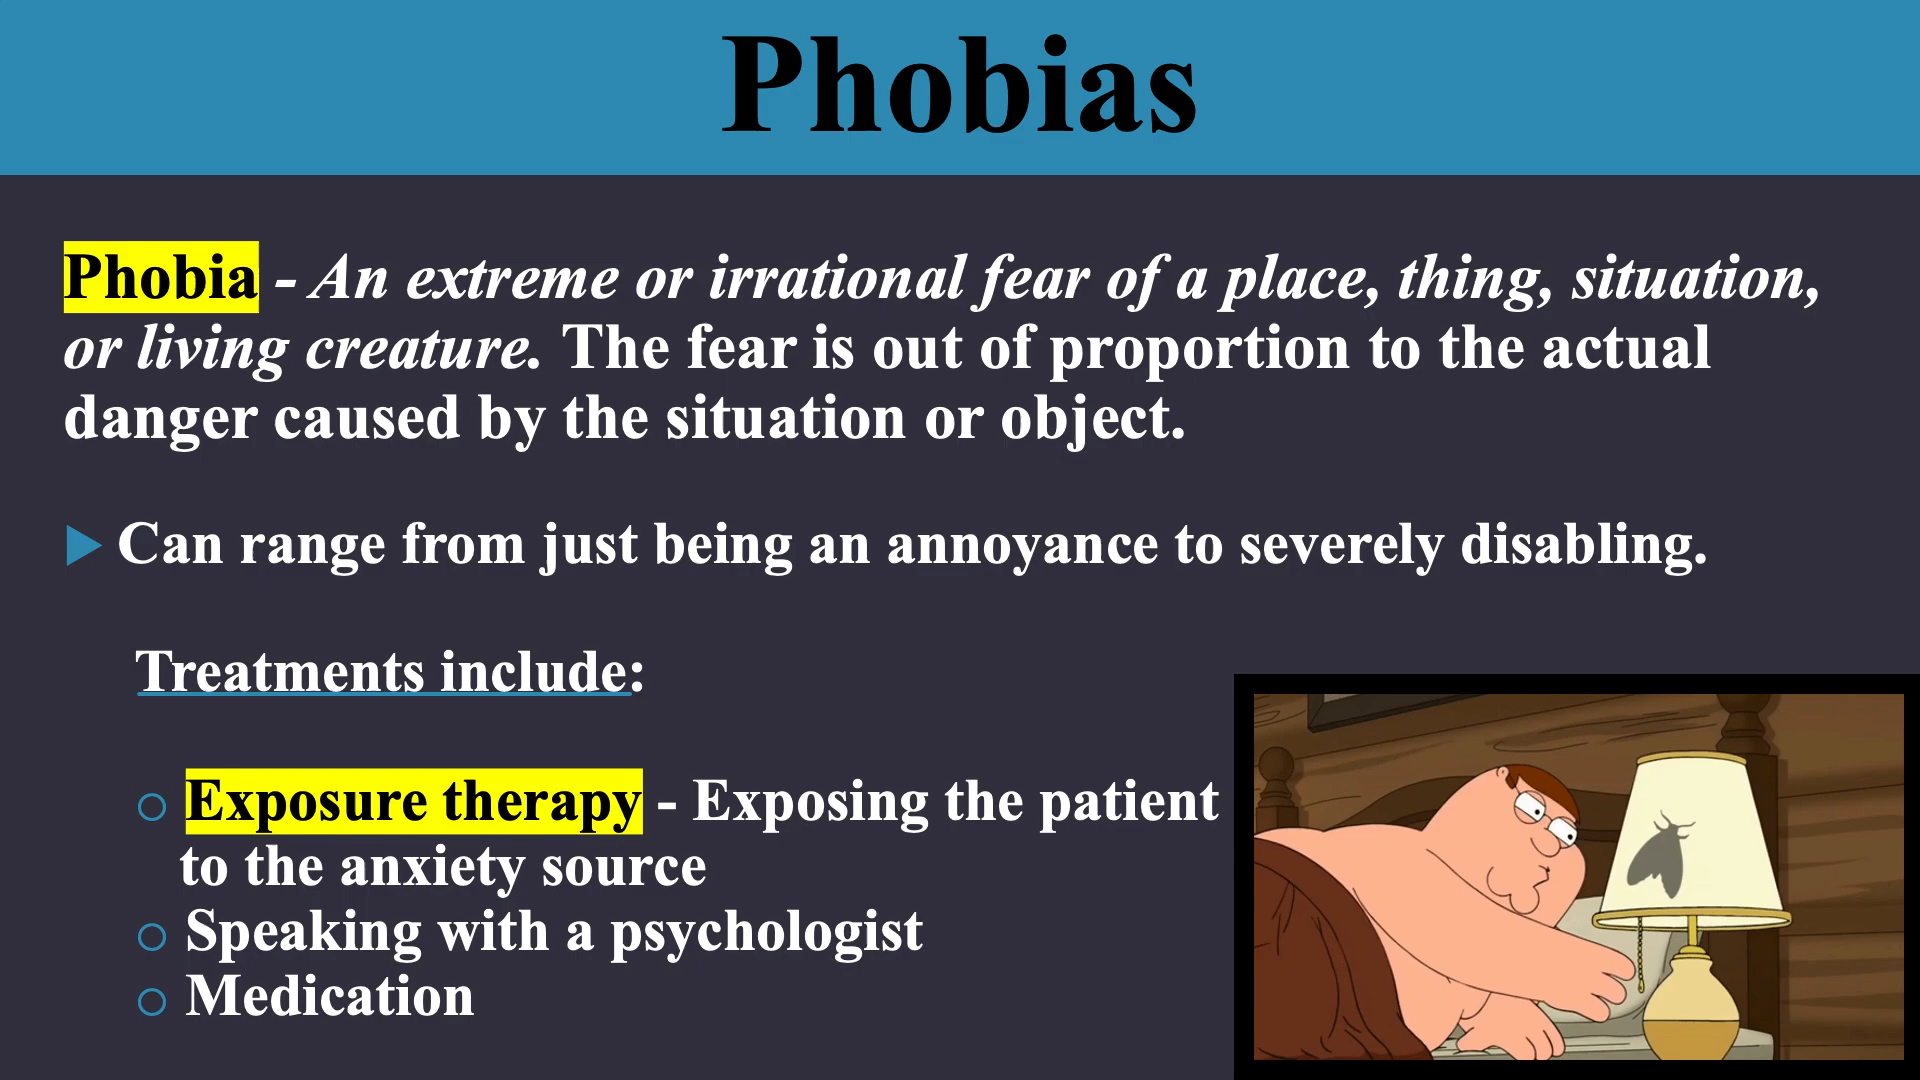 Phobias
Phobia - An extreme or irrational fear of a place, thing, situation,
or living creature. The fear is out of proportion to the actual
danger caused by the situation or object.
Can range from just being an annoyance to severely disabling.
Treatments include:
Exposure therapy - Exposing the patient
to the anxiety source
Speaking with a psychologist
Medication